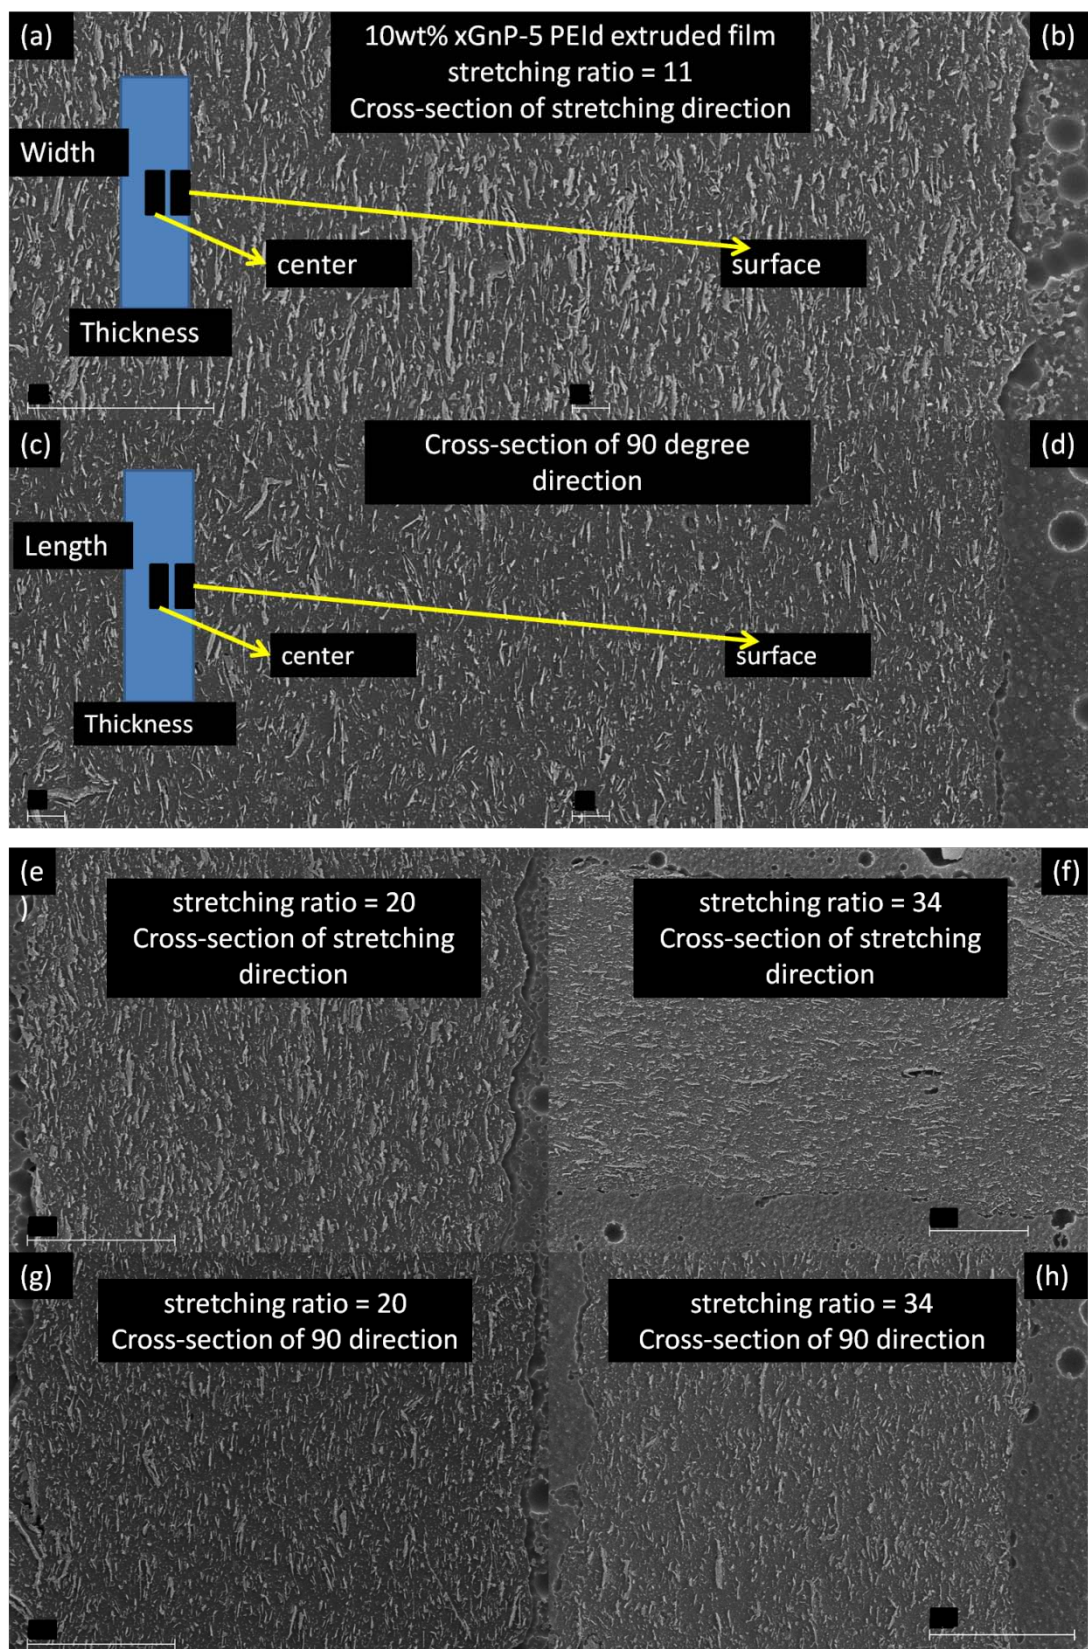 (a)
10wt% xGnP-5 PEId extruded film
stretching ratio = 11
Cross-section of stretching direction
(b)
Width
center
surface
Thickness
(c)
Cross-section of 90 degree
direction
(d)
Length
center
surface
Thickness
(e
)
stretching ratio = 20
Cross-section of stretching
direction
(f)
stretching ratio = 34
Cross-section of stretching
direction
(g)
stretching ratio = 20
Cross-section of 90 direction
(h)
stretching ratio = 34
Cross-section of 90 direction